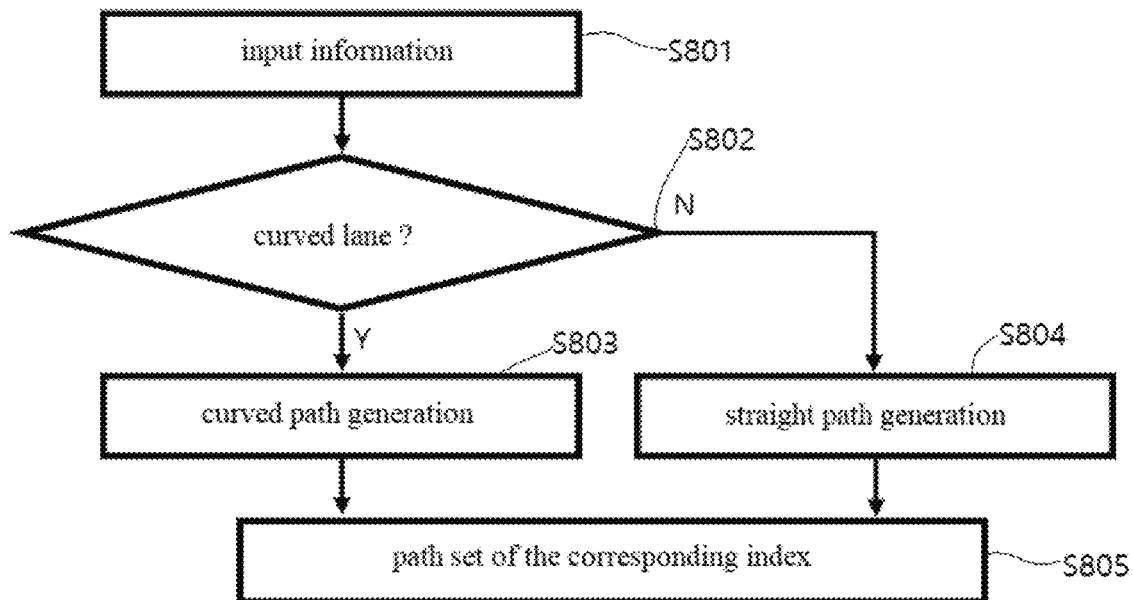 input information
S801
S802
N
curved lane ?
Y
S803
S804
curved path generation
straight path generation
path set of the corresponding index
S805